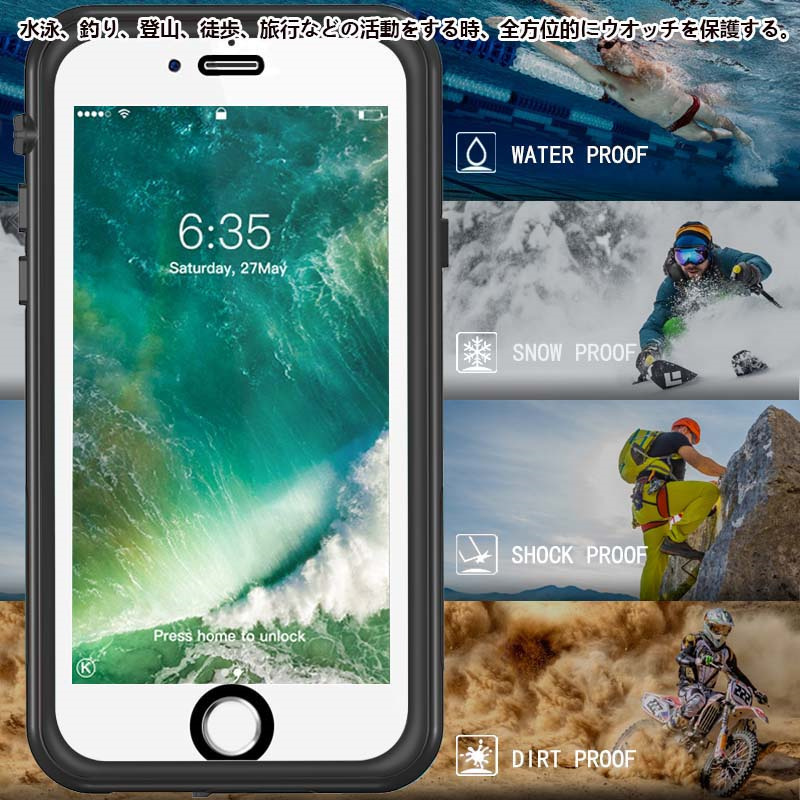 水泳、釣り、登山、徒歩、旅行などの活動をする時、全方位的にウオッチを保護する。
6:35
Saturday, 27May
Press home to unlock
K
WATER PROOF
SNOW PROOF
SHOCK PROOF
DIRT PROOF